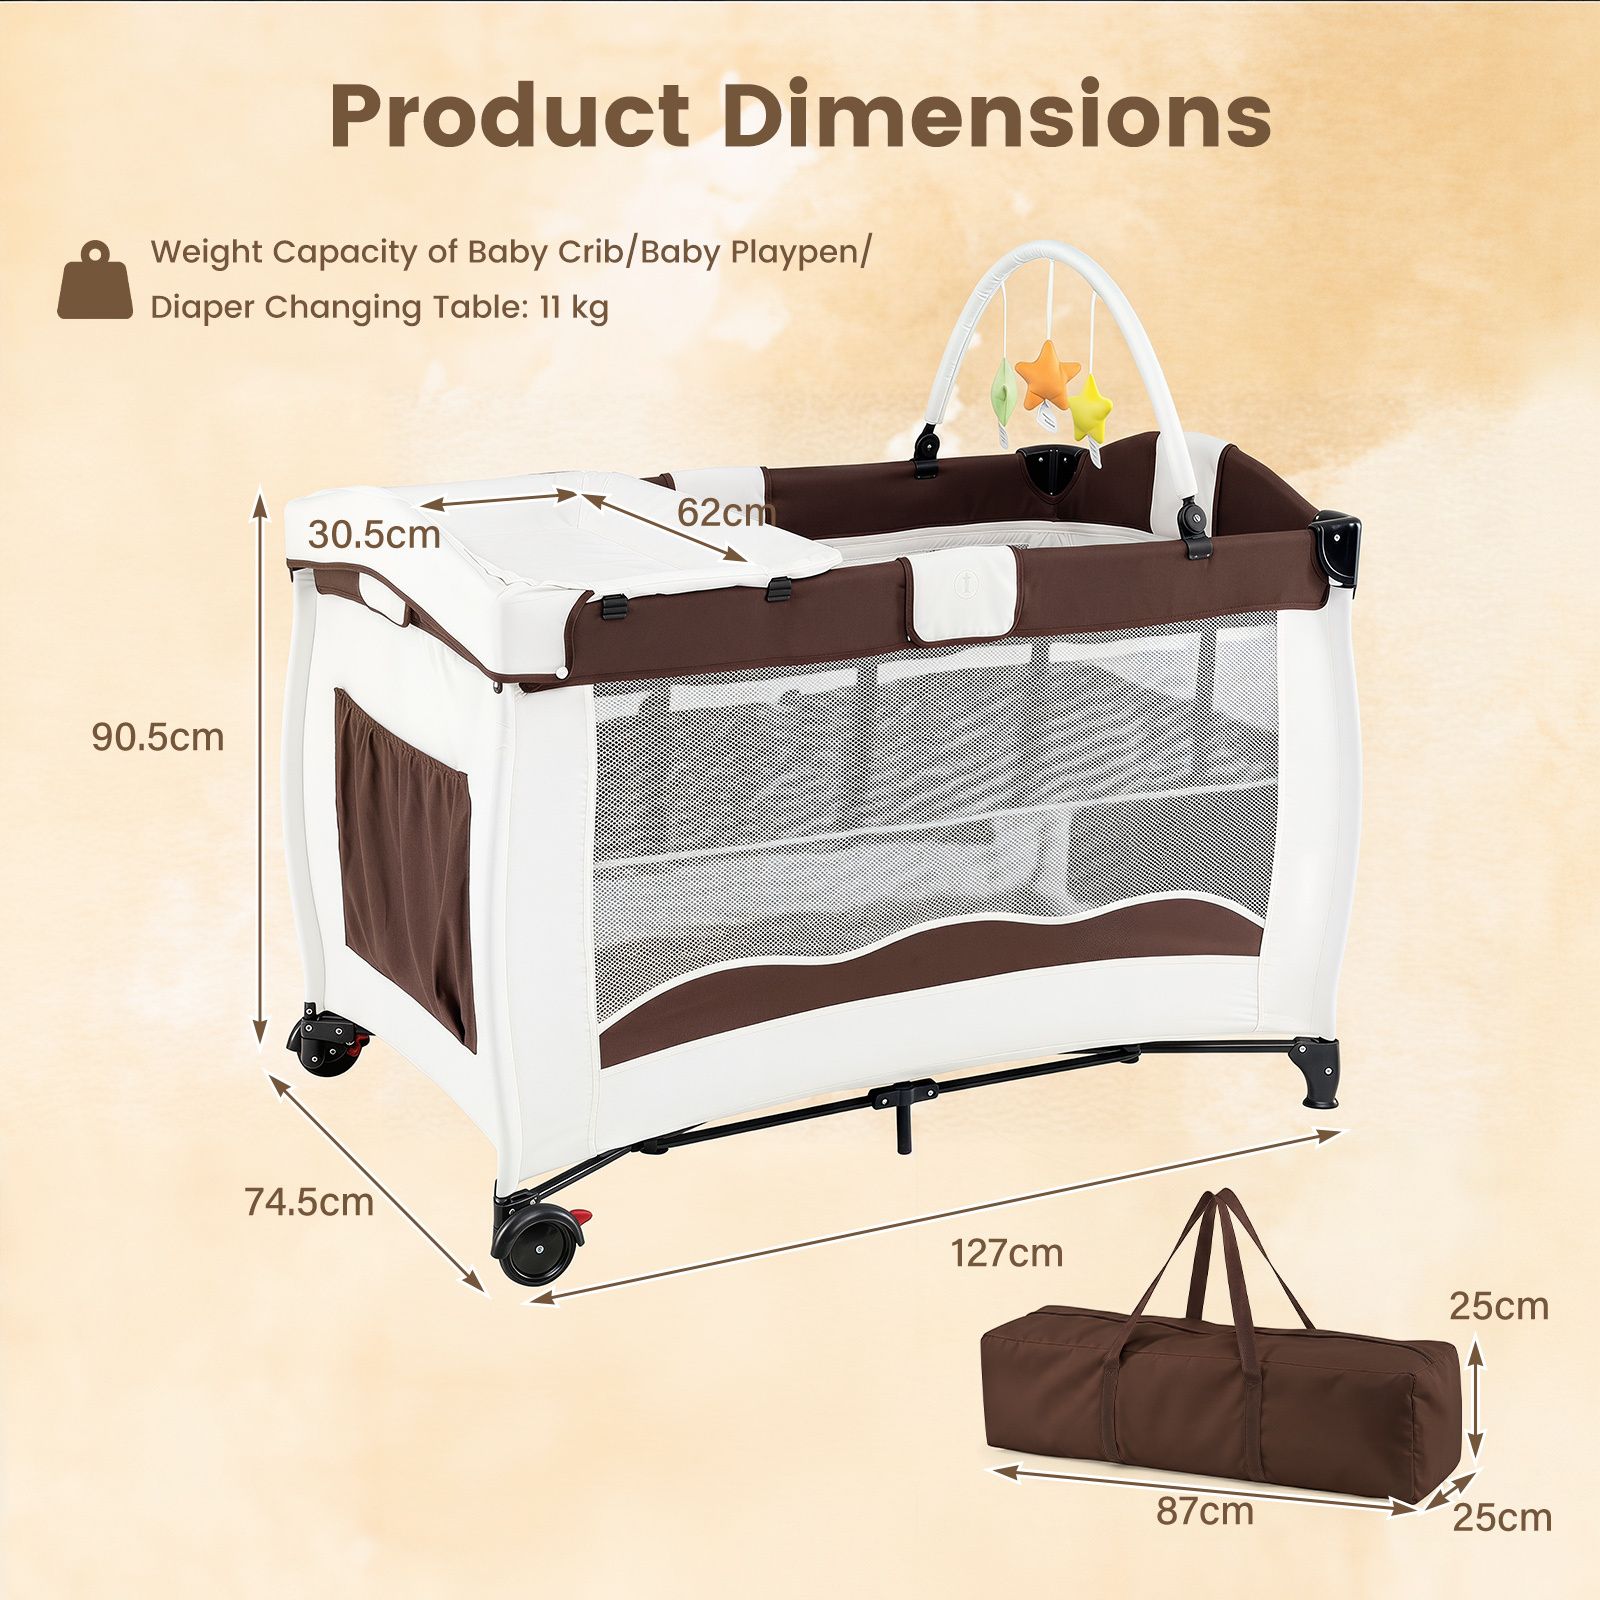 Product Dimensions
Weight Capacity of Baby Crib/Baby Playpen/
Diaper Changing Table: 11 kg
30.5cm
62cm
90.5cm
74.5cm
127cm
25cm
87cm
25cm